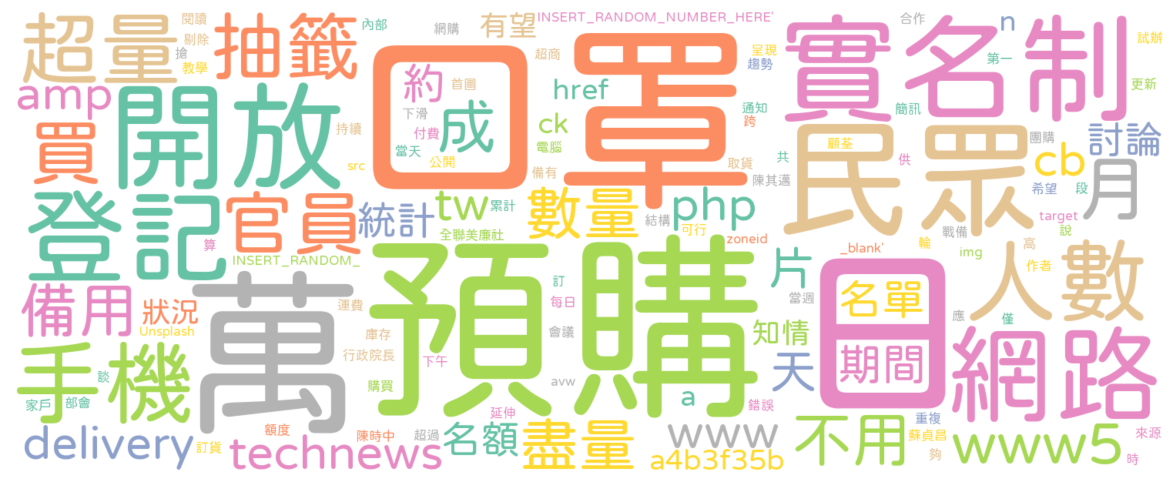 超量 抽籤 閱讀 剔除 搶 教學 內部 網購 有望 INSERT_RANDOM_NUMBER_HERE' 合作 n 試辦
口罩 實名制 超商 呈現 趨勢 第一 更新
amp 開放 約 成 首圈 下滑 付費 當天 公開 href ck 電腦 通知 跨 簡訊
買 持續 src 備有 取貨 陳其邁 民眾 顧荃 共 供 團購 cb 希望 段 討論 月
登記 官員 統計 tw 累計 全聯美廉社 數量 結構 php 可行 zoneid target 說 戰備
算 INSERT_RANDOM_ _blank' 輪 img 高 作者
備用 狀況 Unsplash 萬 運費 預購 訂 每日 會議 片 當週 日 名單 期間 應 僅 人數
手機 談 家戶 部會 庫存 行政院長 下午 購買 avw 知情 天 a 錯誤 網路
delivery 訂貨 technews 額度 陳時中 超過 延伸 名額 盡量 www a4b3f35b 不用 重複 蘇貞昌 夠 www5 來源 時